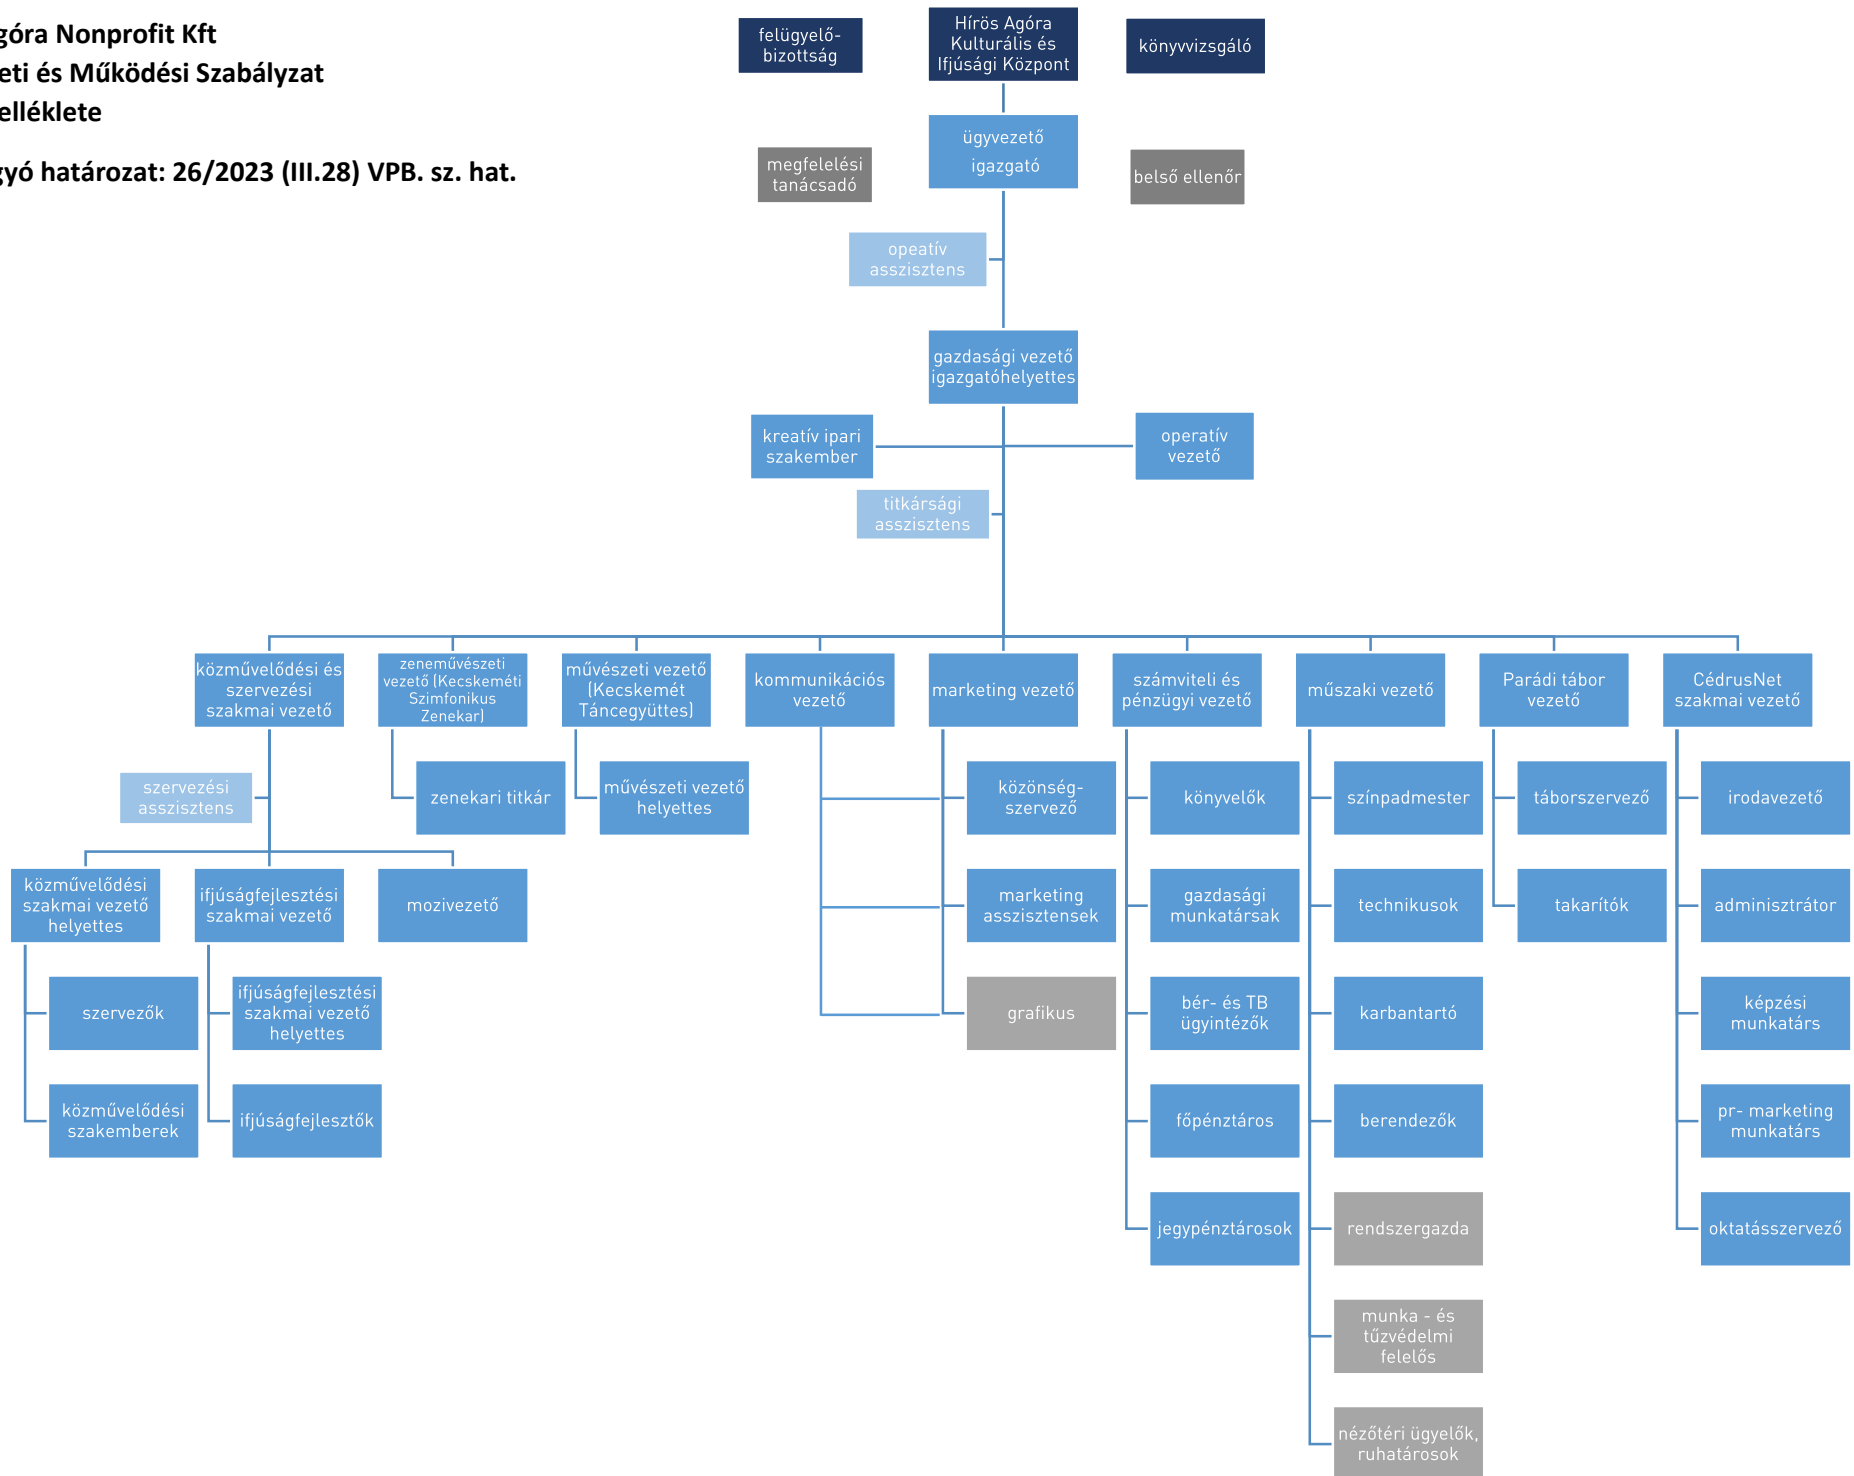 góra Nonprofit Kft
eti és Működési Szabályzat
elléklete
gyó határozat: 26/2023 (III.28) VPB. sz. hat.
felügyelő-
bizottság
Hírös Agóra
Kulturális és
Ifjúsági Központ
könyvvizsgáló
ügyvezető
igazgató
megfelelési
tanácsadó
belső ellenőr
opeatív
asszisztens
gazdasági vezető
igazgatóhelyettes
kreatív ipari
szakember
operatív
vezető
titkársági
asszisztens
közművelődési és
szervezési
szakmai vezető
zeneművészeti
vezető (Kecskeméti
Szimfonikus
Zenekar)
művészeti vezető
(Kecskemét
Táncegyüttes)
kommunikációs
vezető
marketing vezető
számviteli és
pénzügyi vezető
műszaki vezető
Parádi tábor
vezető
CédrusNet
szakmai vezető
szervezési
asszisztens
zenekari titkár
művészeti vezető
helyettes
közönség-
szervező
könyvelők
színpadmester
táborszervező
irodavezető
közművelődési
szakmai vezető
helyettes
ifjúságfejlesztési
szakmai vezető
mozivezető
marketing
asszisztensek
gazdasági
munkatársak
technikusok
takarítók
adminisztrátor
szervezők
ifjúságfejlesztési
szakmai vezető
helyettes
grafikus
bér- és TB
ügyintézők
karbantartó
képzési
munkatárs
közművelődési
szakemberek
ifjúságfejlesztők
főpénztáros
berendezők
pr- marketing
munkatárs
jegypénztárosok
rendszergazda
oktatásszervező
munka - és
tűzvédelmi
felelős
nézőtéri ügyelők,
ruhatárosok